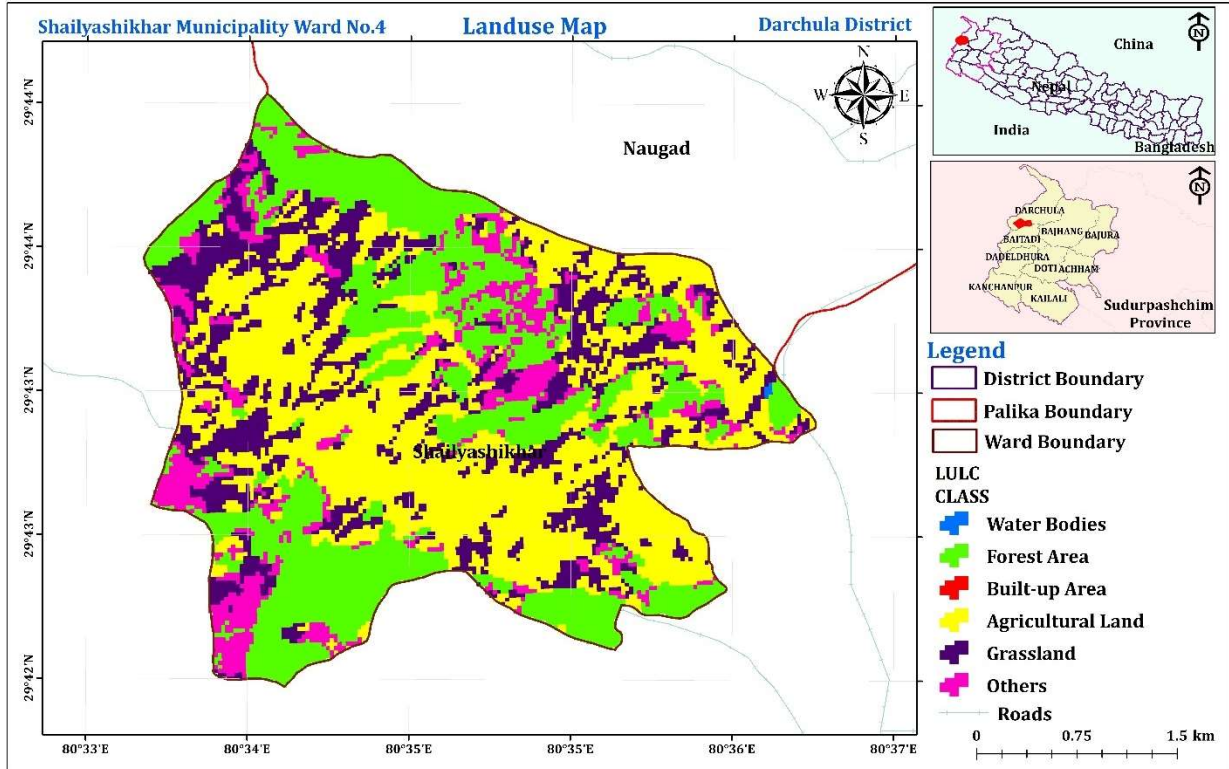 Shailyashikhar Municipality Ward No.4
Landuse Map
Darchula District
N
W
E
S
Naugad
Shailyashikhar
29°44'N
29°44'N
29°43'N
29°43'N
29°42'N
80°33'E
80°34'E
80°35'E
80°35'E
80°36'E
80°37'E
China
N
Nepal
India
Bangladesh
N
DARCHULA
BAJHANG
BAJURA
BAITADI
DADELDHURA
DOTI
ACHHAM
KANCHANPUR
KAILALI
Sudurpashchim
Province
Legend
District Boundary
Palika Boundary
Ward Boundary
LULC
CLASS
Water Bodies
Forest Area
Built-up Area
Agricultural Land
Grassland
Others
Roads
0 0.75 1.5 km